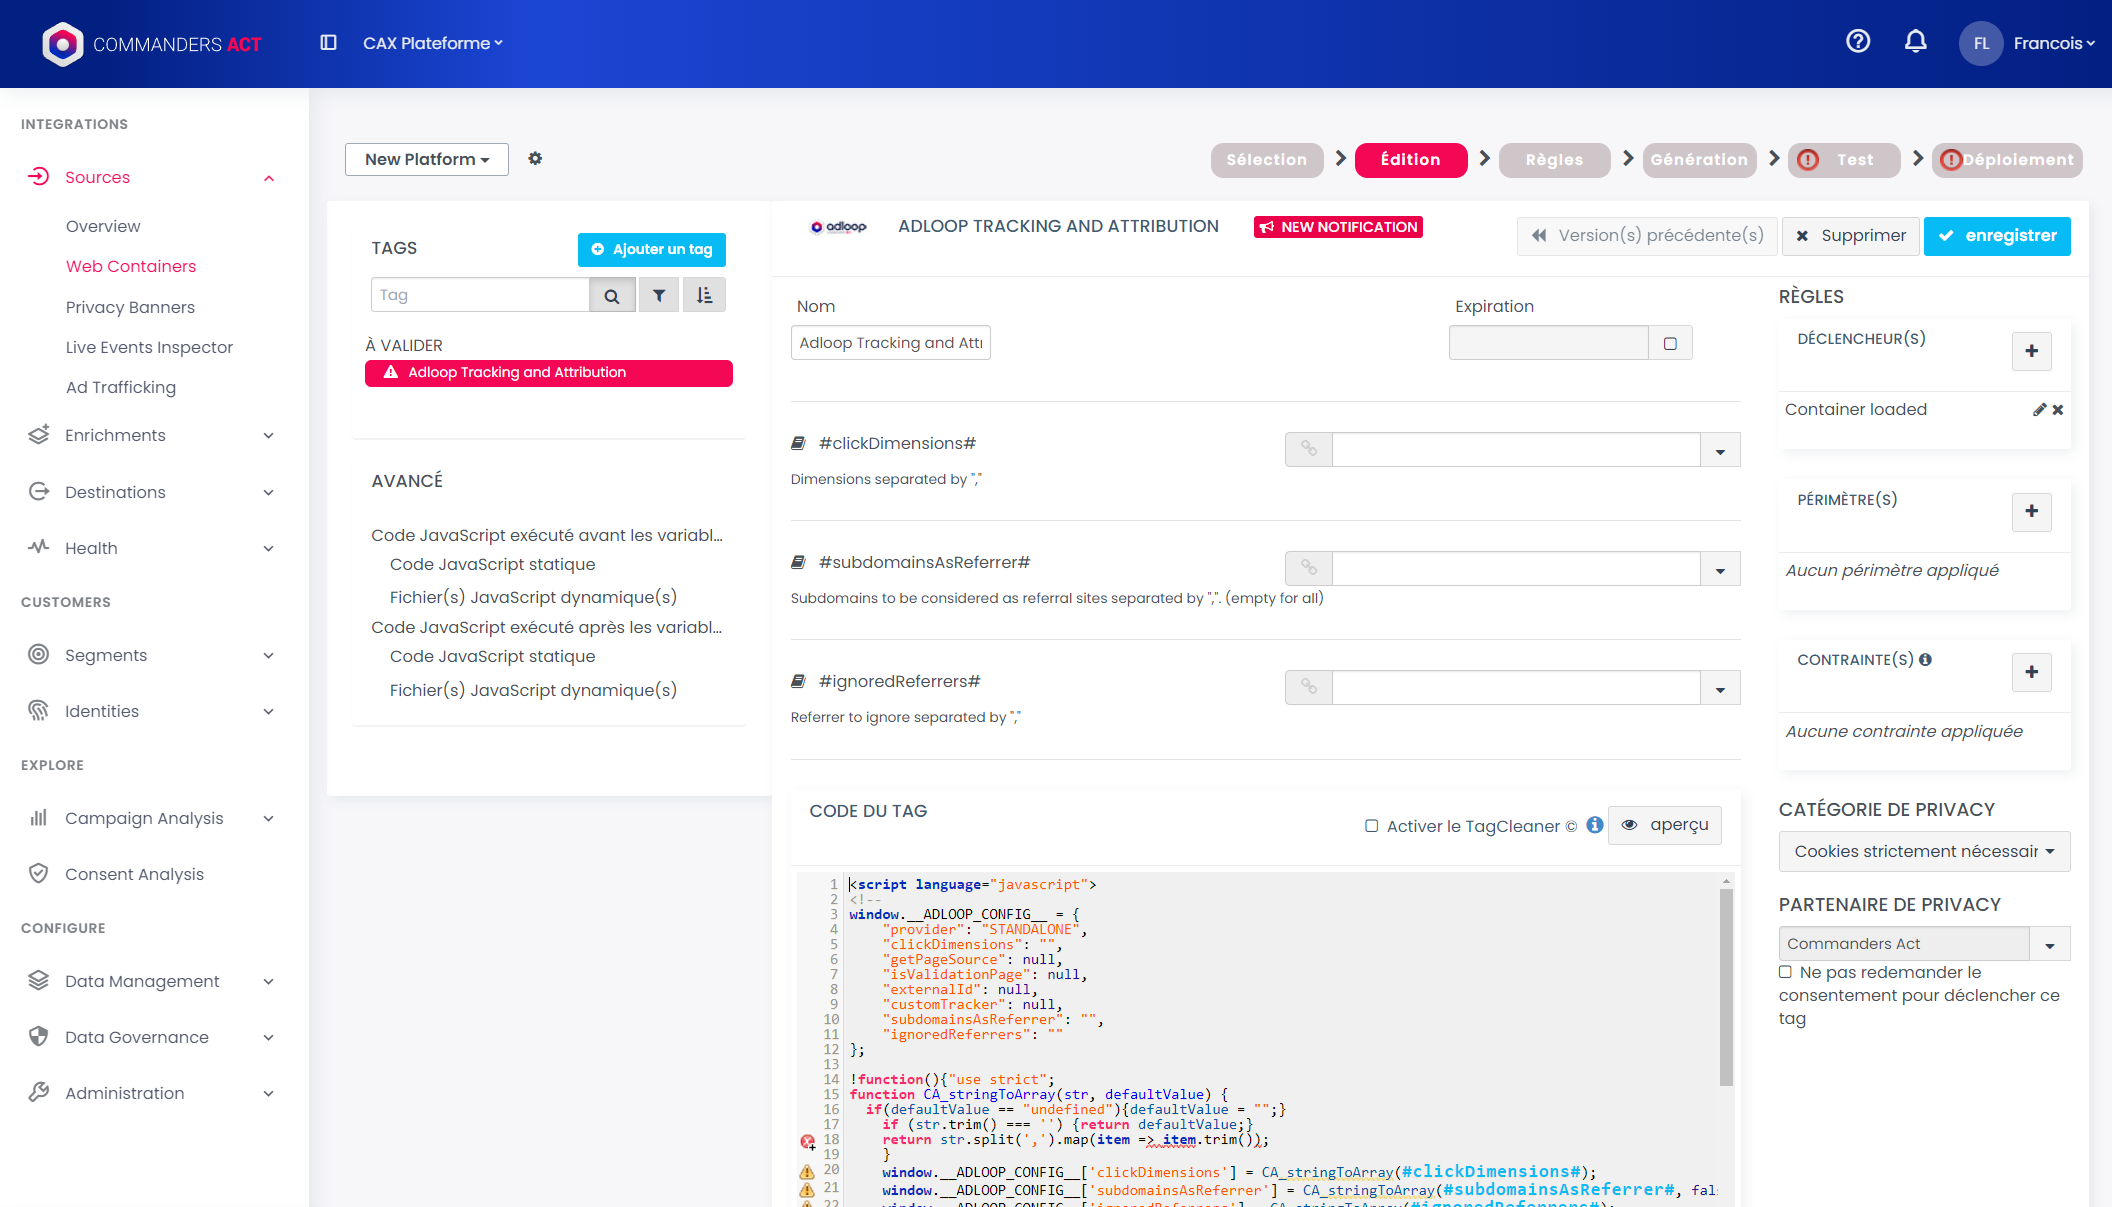 COMMANDERS ACT
CAX Plateforme
FL
Francois
INTEGRATIONS
Sources
Overview
Web Containers
Privacy Banners
Live Events Inspector
Ad Trafficking
Enrichments
Destinations
Health
CUSTOMERS
Segments
Identities
EXPLORE
Campaign Analysis
Consent Analysis
CONFIGURE
Data Management
Data Governance
Administration
New Platform
Sélection
Édition
Règles
Génération
Test
Déploiement
TAGS
Ajouter un tag
Tag
À VALIDER
Adloop Tracking and Attribution
AVANCÉ
Code JavaScript exécuté avant les variabl...
Code JavaScript statique
Fichier(s) JavaScript dynamique(s)
Code JavaScript exécuté après les variabl...
Code JavaScript statique
Fichier(s) JavaScript dynamique(s)
adloop
ADLOOP TRACKING AND ATTRIBUTION
NEW NOTIFICATION
Version(s) précédente(s)
Supprimer
enregistrer
Nom
Adloop Tracking and Attı
Expiration
#clickDimensions#
Dimensions separated by ","
#subdomainsAsReferrer#
Subdomains to be considered as referral sites separated by ",". (empty for all)
#ignoredReferrers#
Referrer to ignore separated by ","
CODE DU TAG
Activer le TagCleaner ©
aperçu
1 <script language="javascript">
2 <!--
3 window.__ADLOOP_CONFIG__ = {
4 "provider": "STANDALONE",
5 "clickDimensions": "",
6 "getPageSource": null,
7 "isValidationPage": null,
8 "externalId": null,
9 "customTracker": null,
10 "subdomainsAsReferrer": "",
11 "ignoredReferrers": ""
12 };
13
14 !function(){"use strict";
15 function CA_stringToArray(str, defaultValue) {
16 if(defaultValue == "undefined"){defaultValue = "";}
17 if (str.trim() === '') {return defaultValue;}
18 return str.split(',').map(item => item.trim());
19 }
20 window.__ADLOOP_CONFIG__['clickDimensions'] = CA_stringToArray(#clickDimensions#);
21 window.__ADLOOP_CONFIG__['subdomainsAsReferrer'] = CA_stringToArray(#subdomainsAsReferrer#, fal
22 window.__ADLOOP_CONFIG__['ignoredReferrers'] = CA_stringToArray(#ignoredReferrers#);
RÈGLES
DÉCLENCHEUR(S)
Container loaded
PÉRIMÈTRE(S)
Aucun périmètre appliqué
CONTRAINTE(S)
Aucune contrainte appliquée
CATÉGORIE DE PRIVACY
Cookies strictement nécessair
PARTENAIRE DE PRIVACY
Commanders Act
Ne pas redemander le
consentement pour déclencher ce
tag